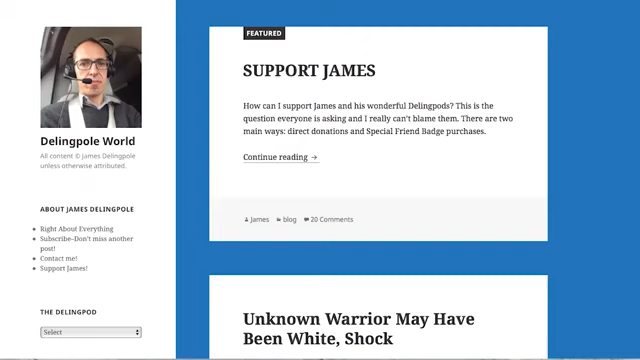 Delingpole World
All content © James Delingpole
unless otherwise attributed.
ABOUT JAMES DELINGPOLE
Right About Everything
Subscribe–Don't miss another
post!
Contact me!
Support James!
THE DELINGPOD
Select
FEATURED
SUPPORT JAMES
How can I support James and his wonderful Delingpods? This is the
question everyone is asking and I really can't blame them. There are two
main ways: direct donations and Special Friend Badge purchases.
Continue reading →
James blog 20 Comments
Unknown Warrior May Have
Been White, Shock